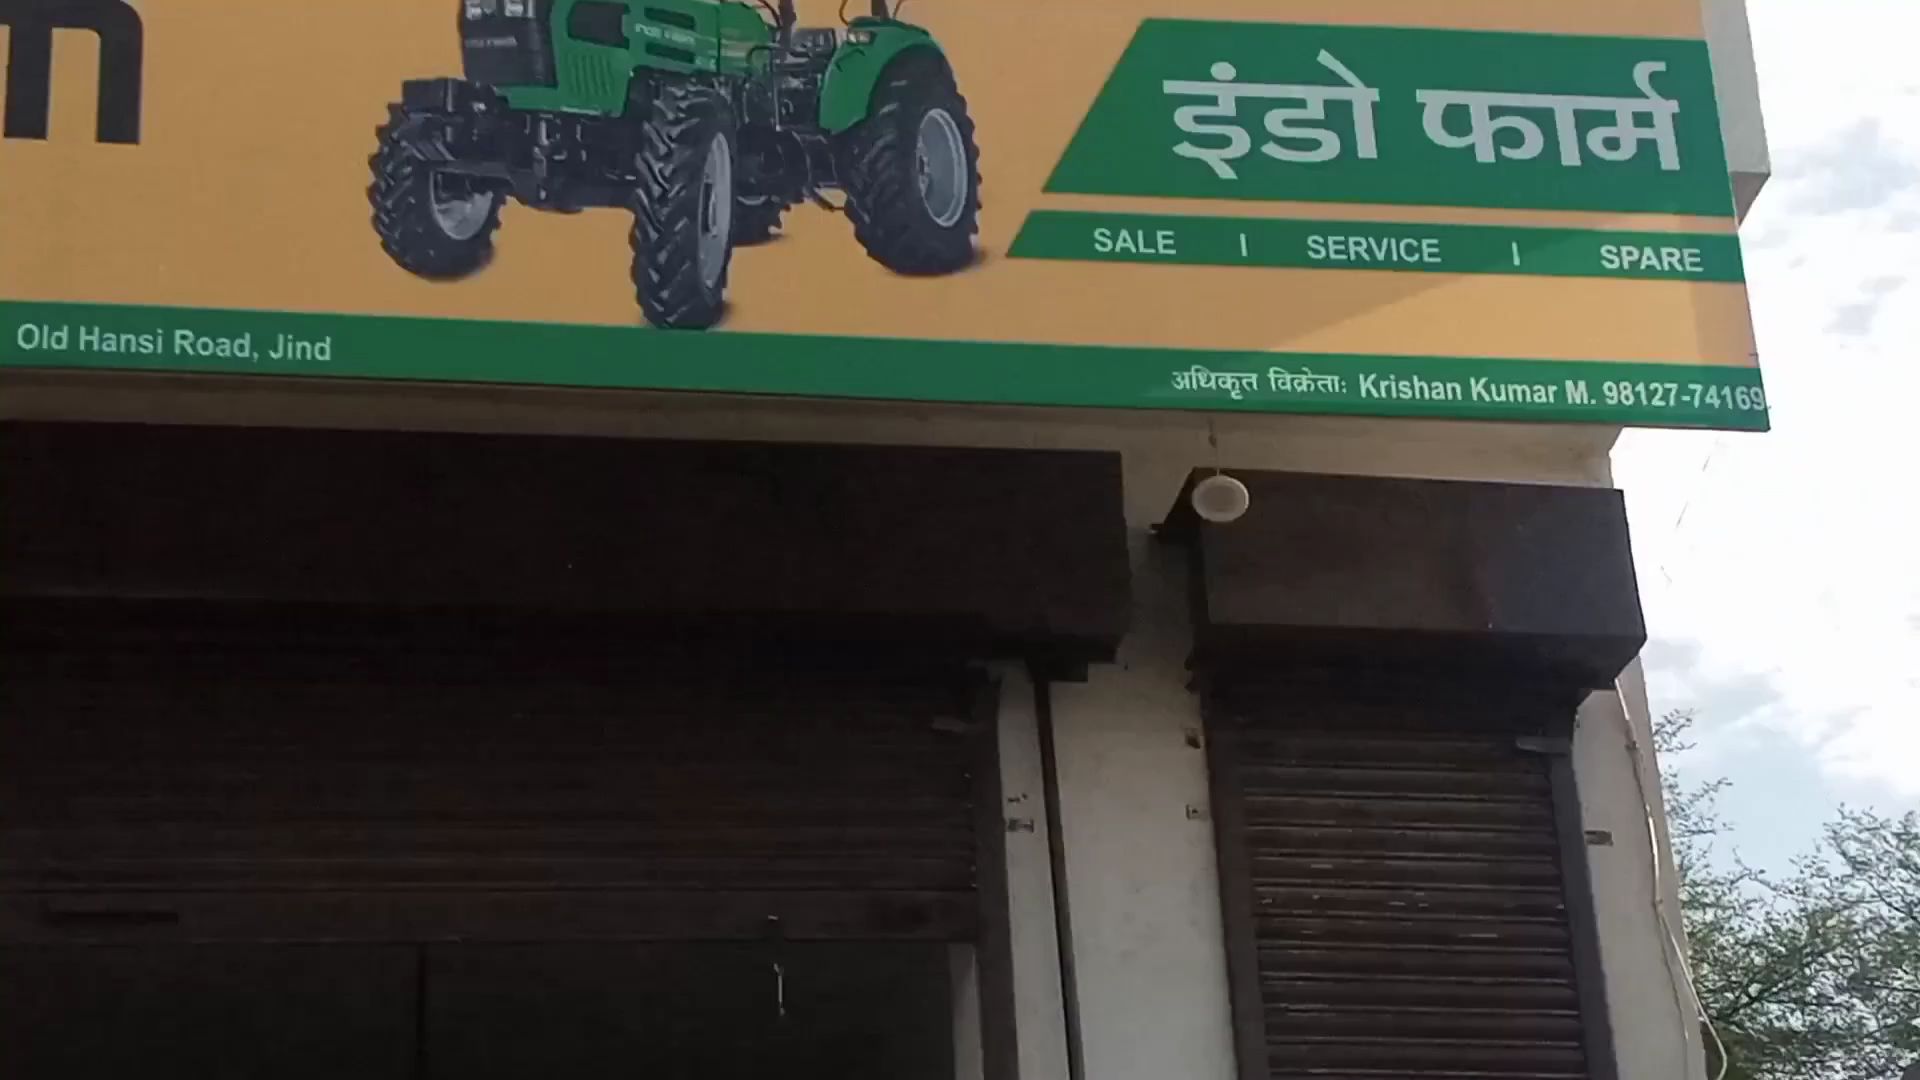 m
इंडो फार्म
SALE | SERVICE | SPARE
Old Hansi Road, Jind
अधिकृत विक्रेताः Krishan Kumar M. 98127-74169